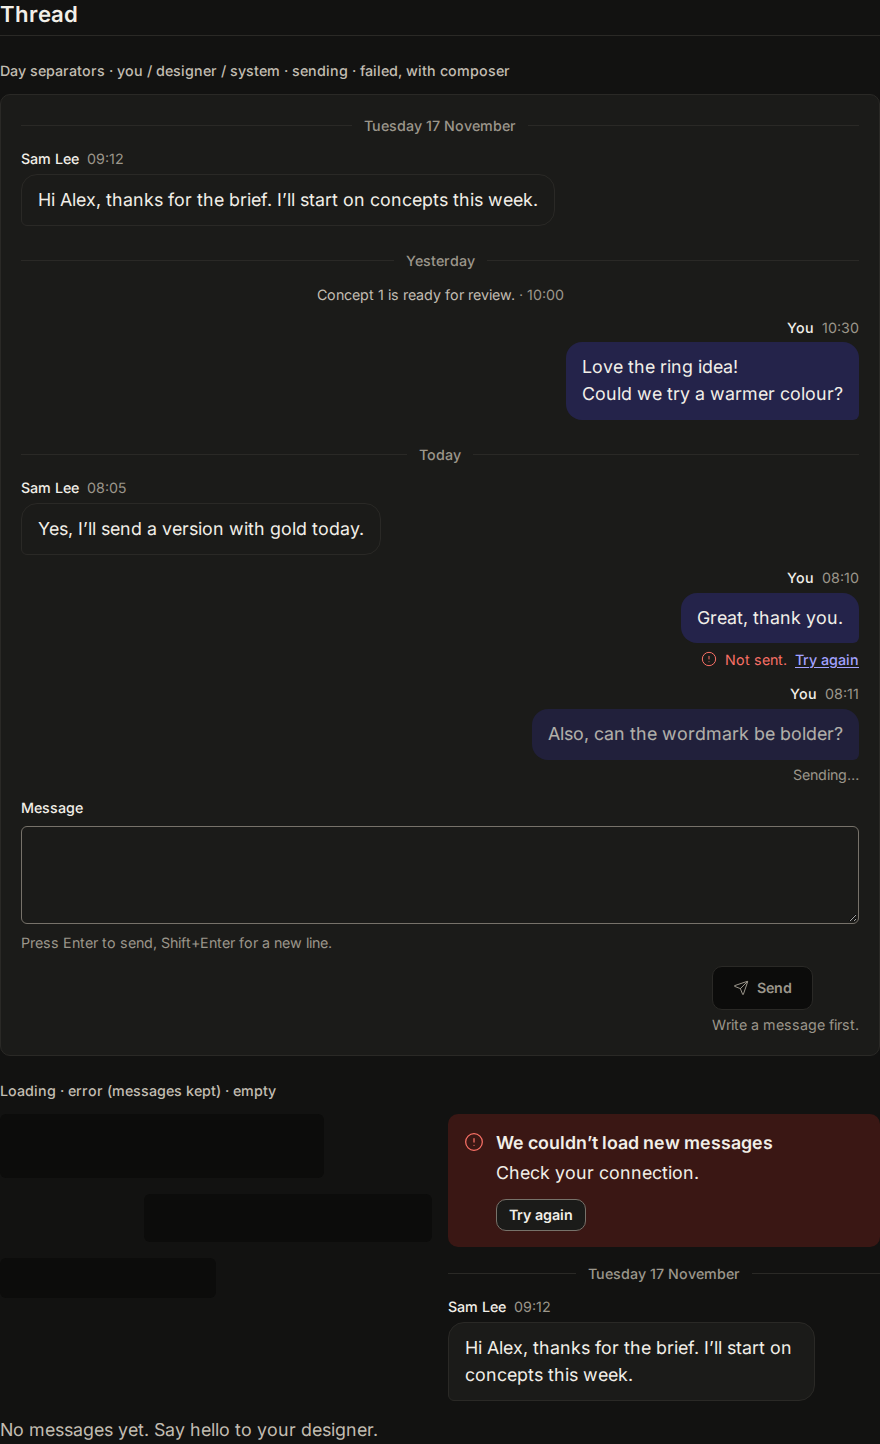 Thread
Day separators · you / designer / system · sending · failed, with composer
Tuesday 17 November
Sam Lee 09:12
Hi Alex, thanks for the brief. I’ll start on concepts this week.
Yesterday
Concept 1 is ready for review. · 10:00
You 10:30
Love the ring idea!
Could we try a warmer colour?
Today
Sam Lee 08:05
Yes, I’ll send a version with gold today.
You 08:10
Great, thank you.
Not sent. Try again
You 08:11
Also, can the wordmark be bolder?
Sending…
Message
Press Enter to send, Shift+Enter for a new line.
Send
Write a message first.
Loading · error (messages kept) · empty
We couldn’t load new messages
Check your connection.
Try again
Tuesday 17 November
Sam Lee 09:12
Hi Alex, thanks for the brief. I’ll start on
concepts this week.
No messages yet. Say hello to your designer.